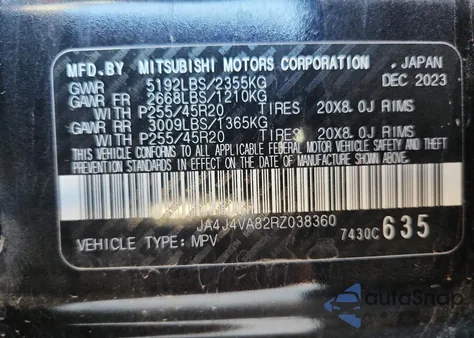 MFD.BY MITSUBISHI MOTORS CORPORATION, JAPAN
GVWR 5192LBS/2355KG DEC 2023
GAWR FR 2668LBS/1210KG
WITH P255/45R20 TIRES 20X8.0J RIMS
GAWR RR 3009LBS/1365KG
WITH P255/45R20 TIRES 20X8.0J RIMS
THIS VEHICLE CONFORMS TO ALL APPLICABLE
FEDERAL MOTOR VEHICLE SAFETY AND THEFT
PREVENTION STANDARDS IN EFFECT ON THE DATE
OF MANUFACTURE SHOWN ABOVE.
JA4J4VA82RZ038360
VEHICLE TYPE: MPV 7430C 635
autoSnap